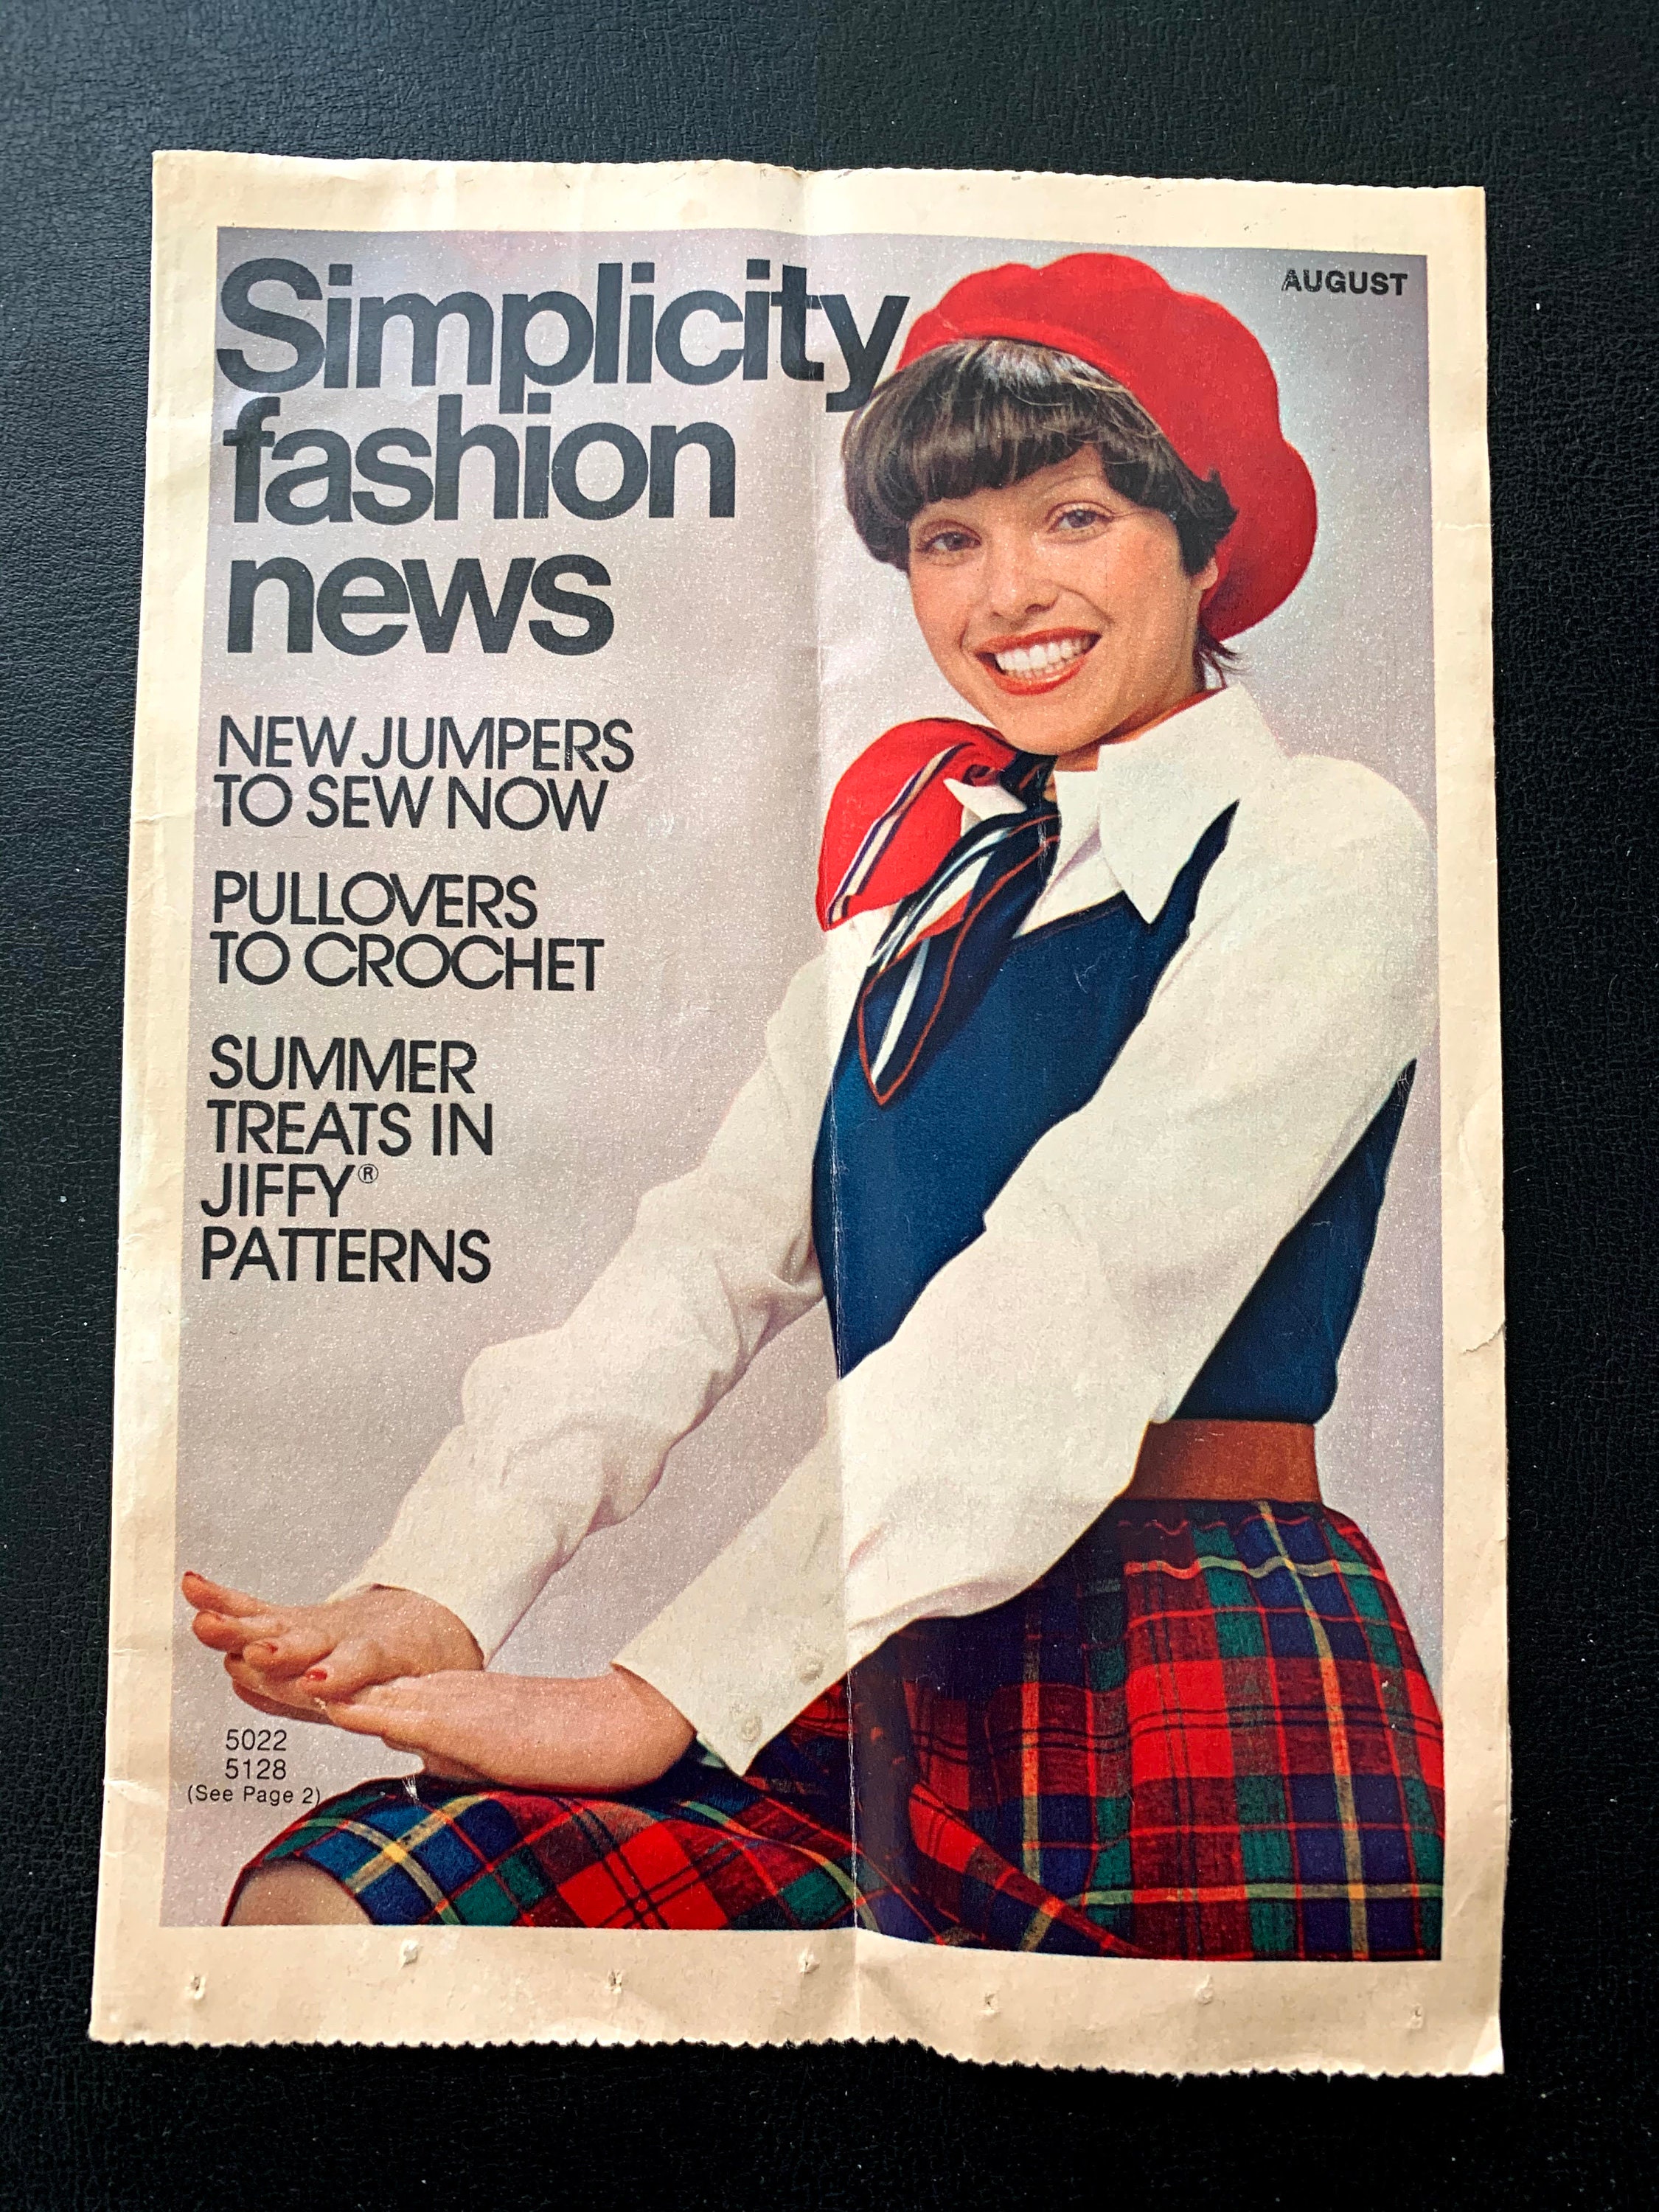 AUGUST
Simplicity
fashion
news
NEW JUMPERS
TO SEW NOW
PULLOVERS
TO CROCHET
SUMMER
TREATS IN
JIFFY®
PATTERNS
5022
5128
(See Page 2)